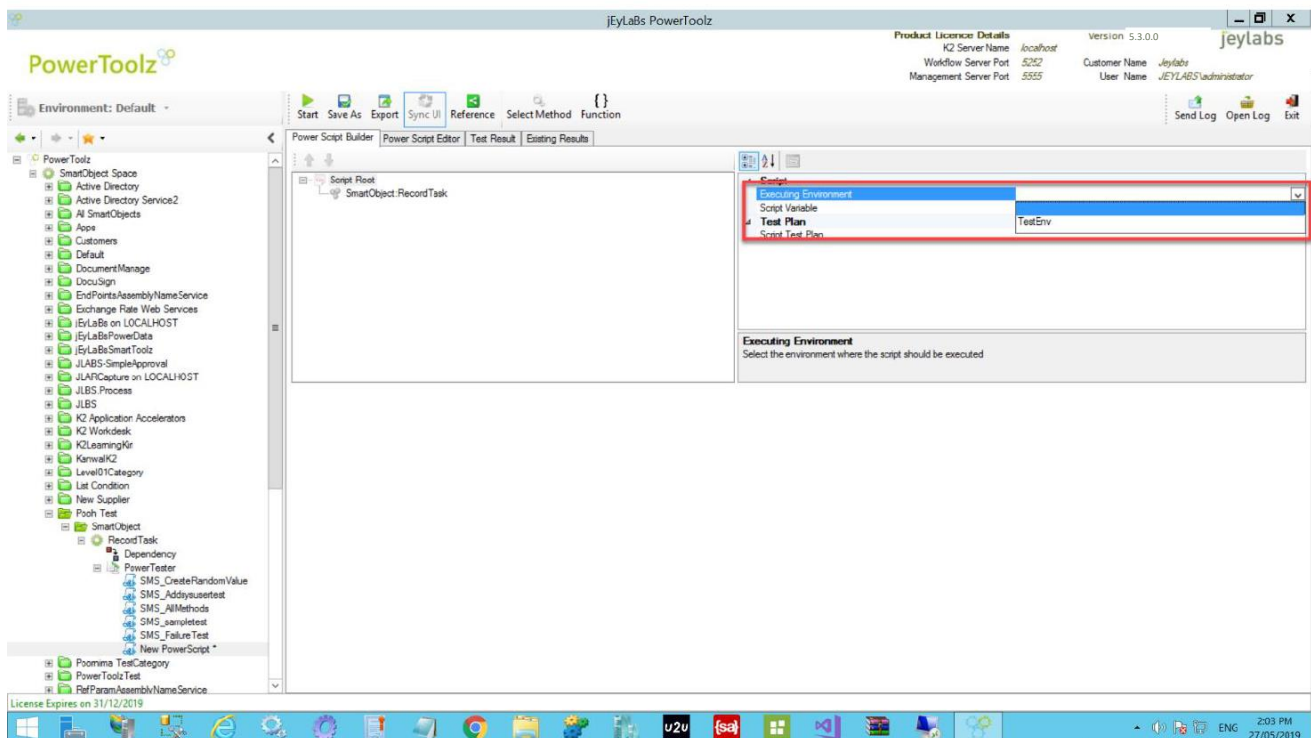 jEyLaBs PowerToolz
PowerToolz
Product Licence Details
K2 Server Name localhost
Workflow Server Port 5252
Management Server Port 5555
Version 5.3.0.0
Customer Name Jeylabs
User Name JEYLABS\administrator
jeylabs
Environment: Default
Start Save As Export Sync UI Reference Select Method Function
Send Log Open Log Exit
Power Script Builder Power Script Editor Test Result Existing Results
PowerToolz
SmartObject Space
Active Directory
Active Directory Service2
All SmartObjects
Apps
Customers
Default
DocumentManage
DocuSign
EndPointsAssemblyNameService
Exchange Rate Web Services
jEyLaBs on LOCALHOST
jEyLaBsPowerData
jEyLaBsSmartToolz
JLABS-SimpleApproval
JLARCapture on LOCALHOST
JLBS.Process
JLBS
K2 Application Accelerators
K2 Workdesk
K2LearningKir
KanwalK2
Level01Category
List Condition
New Supplier
Pooh Test
SmartObject
RecordTask
Dependency
PowerTester
SMS_CreateRandomValue
SMS_Addsysusertest
SMS_AllMethods
SMS_sampletest
SMS_FailureTest
New PowerScript *
Poornima TestCategory
PowerToolzTest
RefParamAssemblyNameService
Script Root
SmartObject:RecordTask
Script
Executing Environment
Script Variable
Test Plan
Script Test Plan
TestEnv
Executing Environment
Select the environment where the script should be executed
License Expires on 31/12/2019
u2u
{sa}
ENG
2:03 PM
27/05/2019